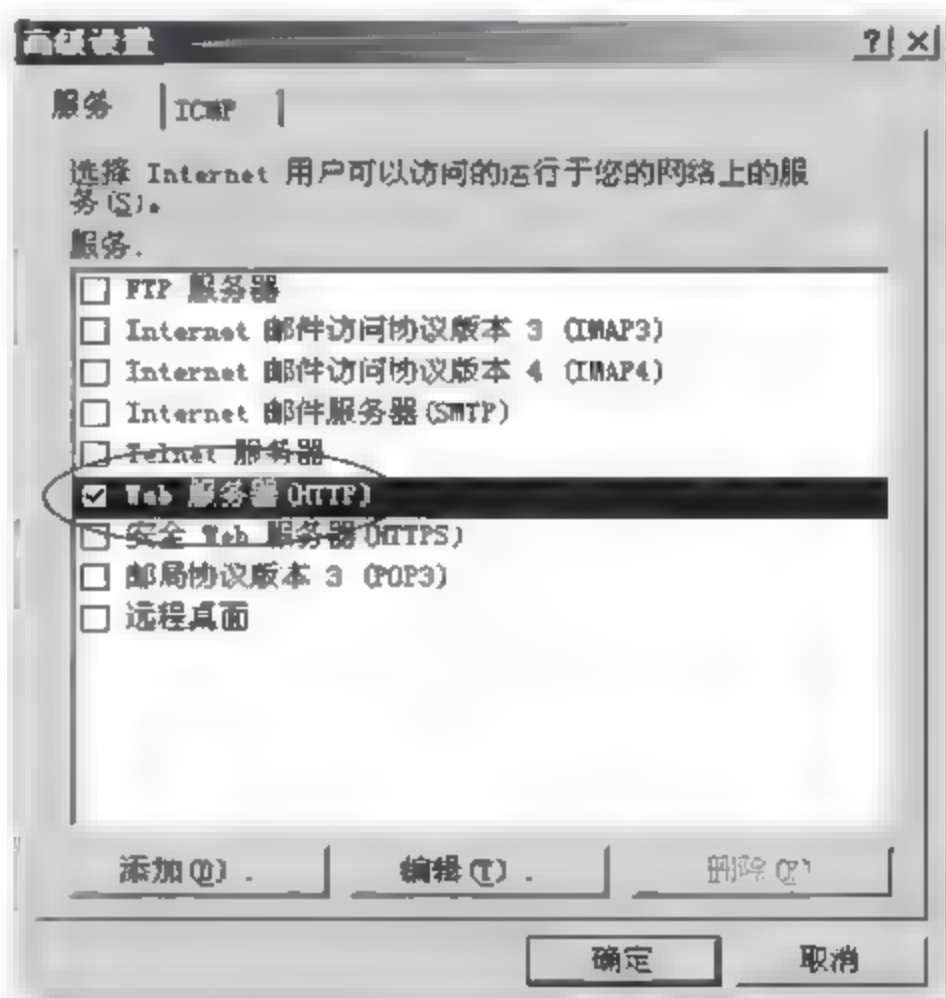 高级设置
服务
ICMP
选择 Internet 用户可以访问的运行于您的网络上的服
务(S)。
服务.
FTP 服务器
Internet 邮件访问协议版本 3 (IMAP3)
Internet 邮件访问协议版本 4 (IMAP4)
Internet 邮件服务器(SMTP)
Telnet 服务器
Web 服务器(HTTP)
安全 Web 服务器(HTTPS)
邮局协议版本 3 (POP3)
远程桌面
添加(D).
编辑(T).
删除
确定
取消